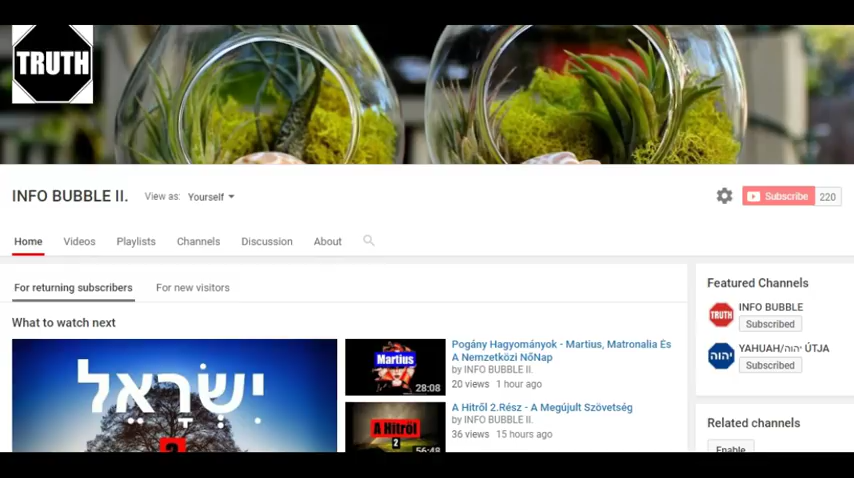 TRUTH
INFO BUBBLE II.
View as: Yourself
Subscribe 220
Home Videos Playlists Channels Discussion About
For returning subscribers For new visitors
What to watch next
יִשְׂרָאֵל
2
Martius
28:08
Pogány Hagyományok - Martius, Matronalia És
A Nemzetközi NőNap
by INFO BUBBLE II.
20 views 1 hour ago
A Hitről
2
56:48
A Hitről 2.Rész - A Megújult Szövetség
by INFO BUBBLE II.
36 views 15 hours ago
Featured Channels
TRUTH
INFO BUBBLE
Subscribed
יהוה
YAHUAH/יהוה ÚTJA
Subscribed
Related channels
Enable